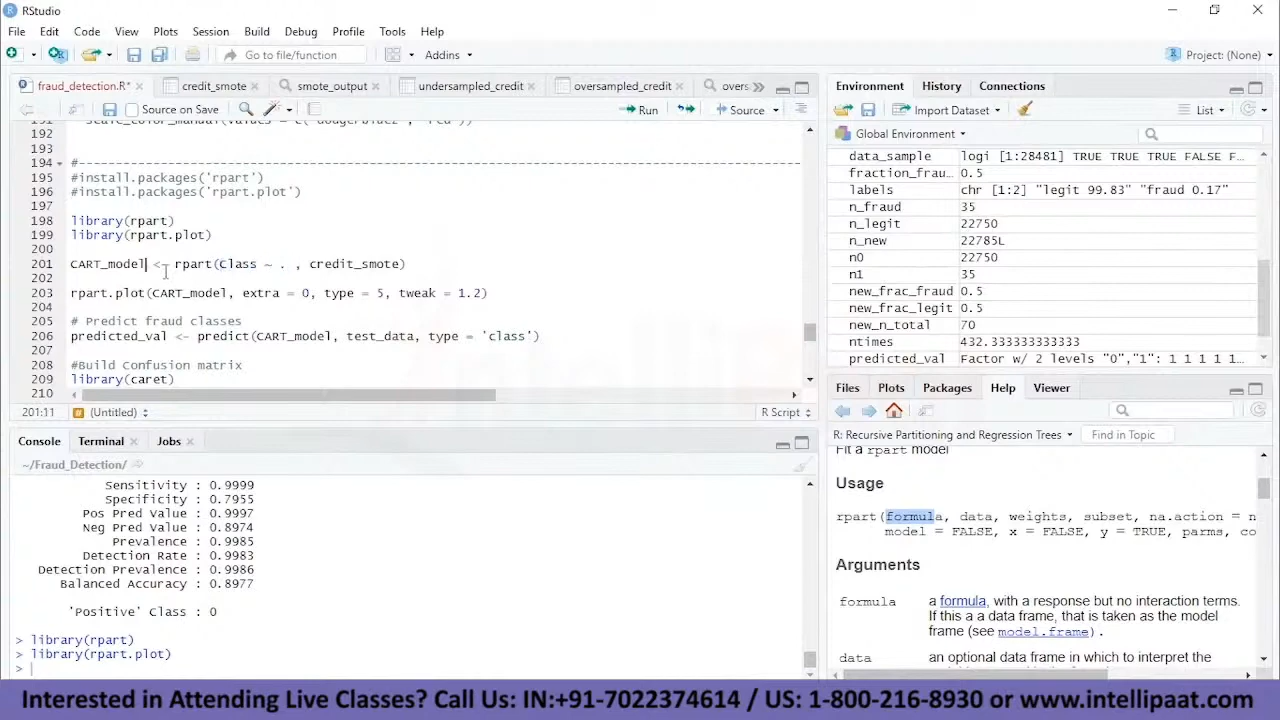 RStudio
File Edit View Code View Plots Session Build Debug Profile Tools Help
Go to file/function Addins Project: (None)
fraud_detection.R* credit_smote smote_output undersampled_credit oversampled_credit overs
Source on Save Run Source
192
193
194 #--------------------------------------------------------------------------------
195 #install.packages('rpart')
196 #install.packages('rpart.plot')
197
198 library(rpart)
199 library(rpart.plot)
200
201 CART_model <- rpart(Class ~ . , credit_smote)
202
203 rpart.plot(CART_model, extra = 0, type = 5, tweak = 1.2)
204
205 # Predict fraud classes
206 predicted_val <- predict(CART_model, test_data, type = 'class')
207
208 #Build Confusion matrix
209 library(caret)
210
201:11 (Untitled) R Script
Console Terminal Jobs
~/Fraud_Detection/
Sensitivity : 0.9999
Specificity : 0.7955
Pos Pred Value : 0.9997
Neg Pred Value : 0.8974
Prevalence : 0.9985
Detection Rate : 0.9983
Detection Prevalence : 0.9986
Balanced Accuracy : 0.8977
'Positive' Class : 0
> library(rpart)
> library(rpart.plot)
>
Environment History Connections
Import Dataset List
Global Environment
data_sample logi [1:28481] TRUE TRUE TRUE FALSE F...
fraction_frau... 0.5
labels chr [1:2] "legit 99.83" "fraud 0.17"
n_fraud 35
n_legit 22750
n_new 22785L
n0 22750
n1 35
new_frac_fraud 0.5
new_frac_legit 0.5
new_n_total 70
ntimes 432.333333333333
predicted_val Factor w/ 2 levels "0","1": 1 1 1 1 1...
Files Plots Packages Help Viewer
R: Recursive Partitioning and Regression Trees Find in Topic
Fit a rpart model
Usage
rpart(formula, data, weights, subset, na.action = n
model = FALSE, x = FALSE, y = TRUE, parms, co
Arguments
formula a formula, with a response but no interaction terms.
If this a a data frame, that is taken as the model
frame (see model.frame).
data an optional data frame in which to interpret the
Interested in Attending Live Classes? Call Us: IN:+91-7022374614 / US: 1-800-216-8930 or www.intellipaat.com